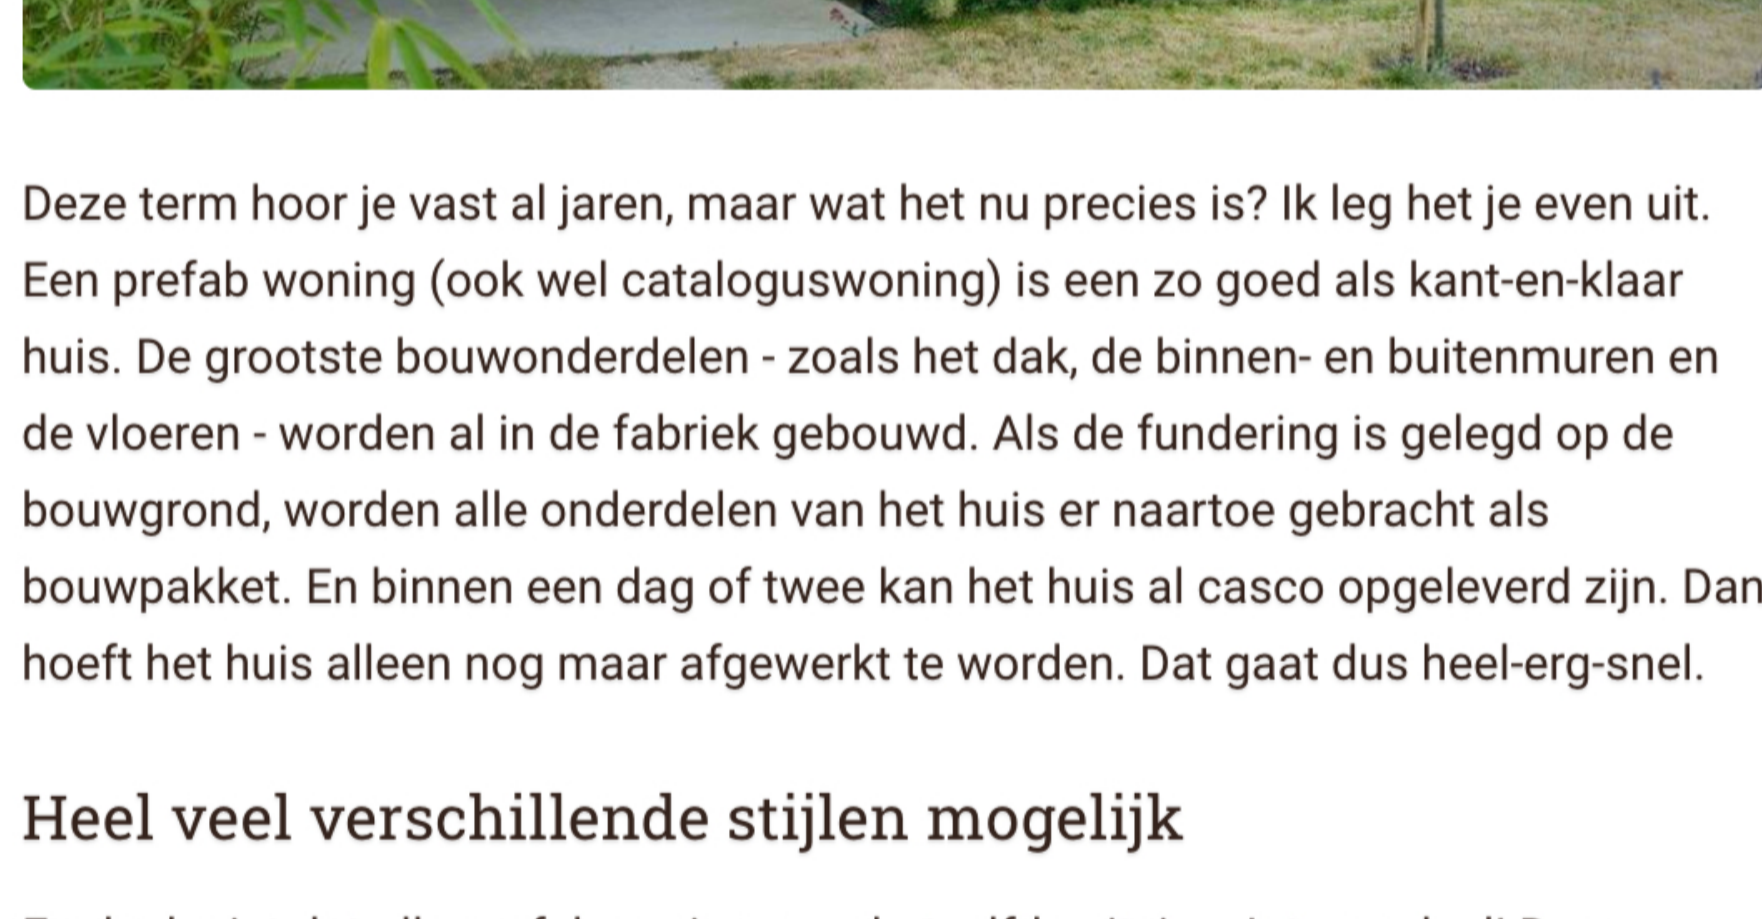 Deze term hoor je vast al jaren, maar wat het nu precies is? Ik leg het je even uit.
Een prefab woning (ook wel cataloguswoning) is een zo goed als kant-en-klaar
huis. De grootste bouwonderdelen - zoals het dak, de binnen- en buitenmuren en
de vloeren - worden al in de fabriek gebouwd. Als de fundering is gelegd op de
bouwgrond, worden alle onderdelen van het huis er naartoe gebracht als
bouwpakket. En binnen een dag of twee kan het huis al casco opgeleverd zijn. Dan
hoeft het huis alleen nog maar afgewerkt te worden. Dat gaat dus heel-erg-snel.
Heel veel verschillende stijlen mogelijk